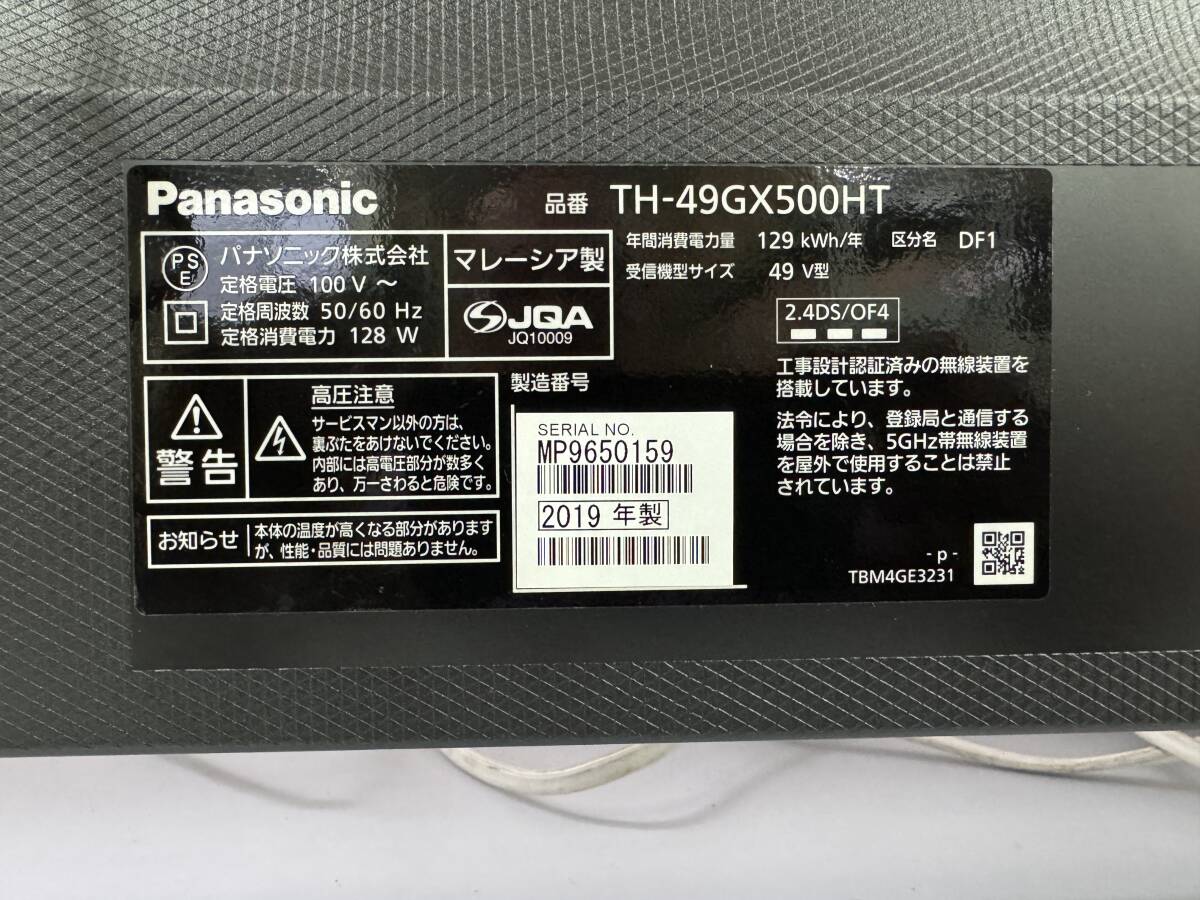 Panasonic
品番 TH-49GX500HT
PSE パナソニック株式会社
定格電圧 100 V ～
定格周波数 50/60 Hz
定格消費電力 128 W
マレーシア製
JQA
JQ10009
年間消費電力量 129 kWh/年 区分名 DF1
受信機型サイズ 49 V型
2.4DS/OF4
工事設計認証済みの無線装置を
搭載しています。
法令により、登録局と通信する
場合を除き、5GHz帯無線装置
を屋外で使用することは禁止
されています。
警告
高圧注意
サービスマン以外の方は、
裏ぶたをあけないでください。
内部には高電圧部分が数多く
あり、万一さわると危険です。
お知らせ
本体の温度が高くなる部分がありますが
、性能・品質には問題ありません。
製造番号
SERIAL NO.
MP9650159
2019 年製
- p -
TBM4GE3231